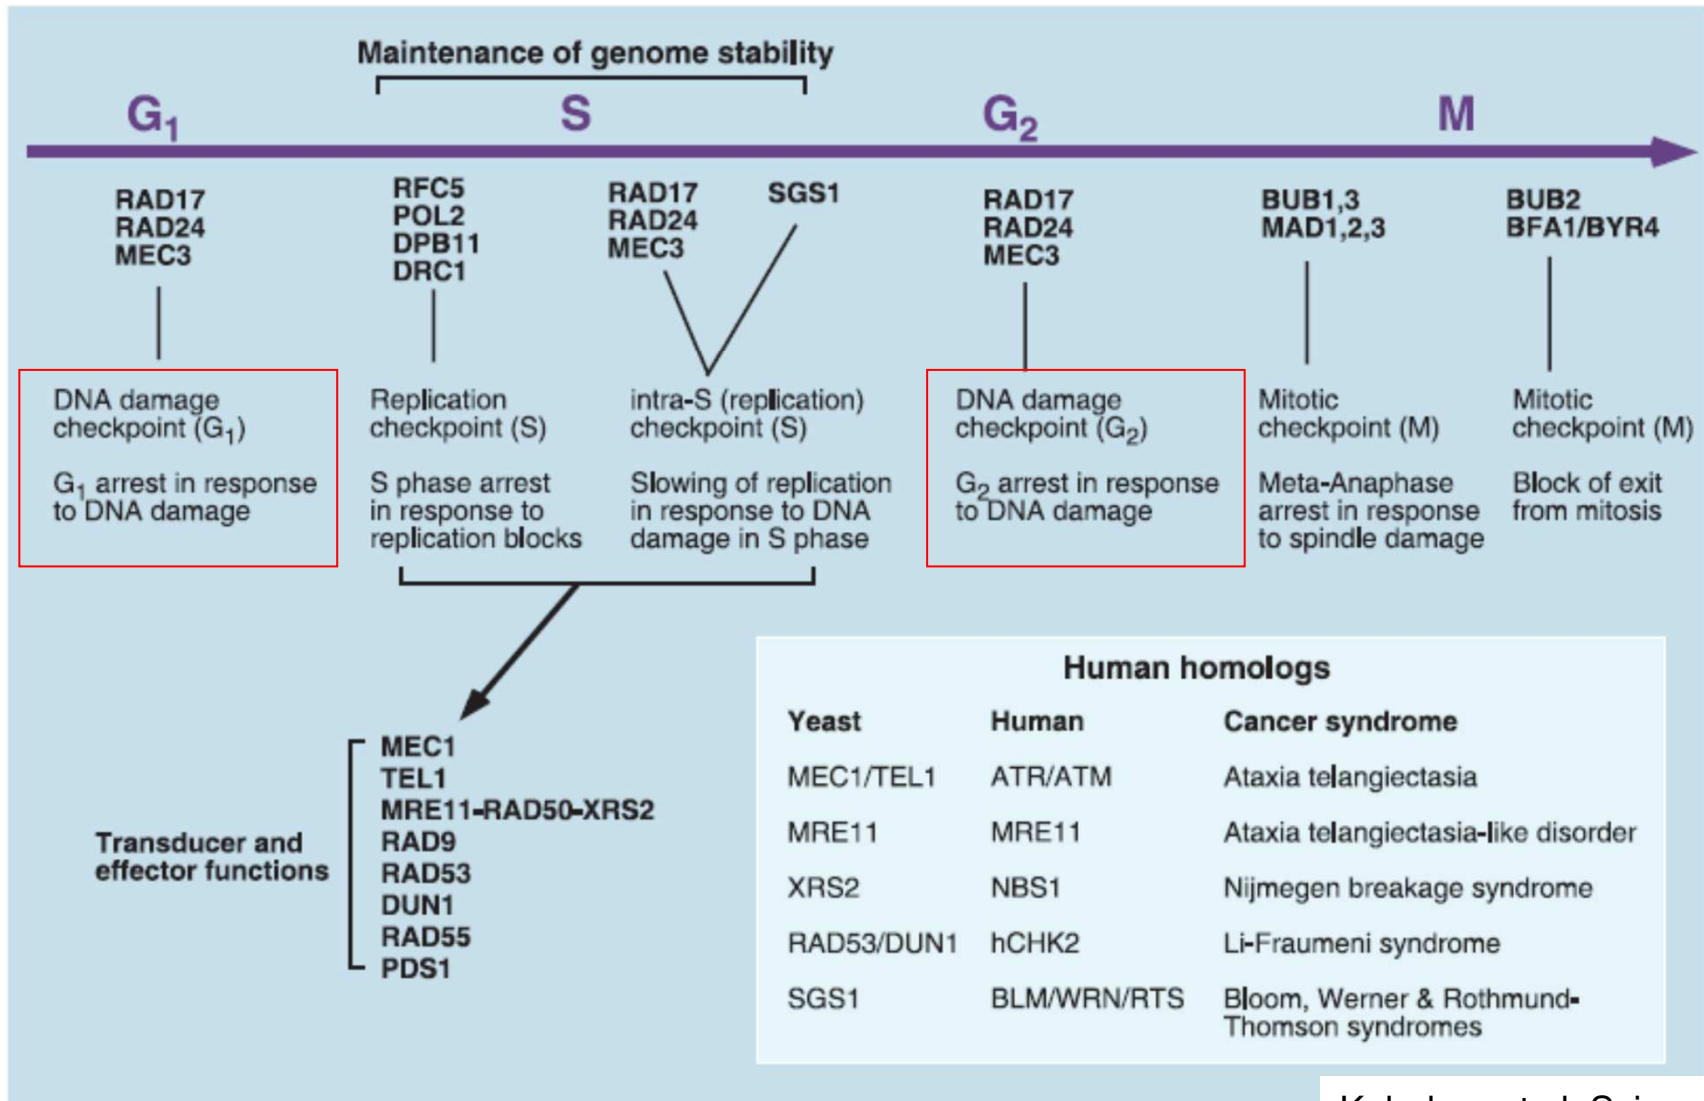 Maintenance of genome stability
G1 S G2 M
RAD17
RAD24
MEC3
RFC5
POL2
DPB11
DRC1
RAD17
RAD24
MEC3
SGS1
RAD17
RAD24
MEC3
BUB1,3
MAD1,2,3
BUB2
BFA1/BYR4
DNA damage
checkpoint (G1)
G1 arrest in response
to DNA damage
Replication
checkpoint (S)
S phase arrest
in response to
replication blocks
intra-S (replication)
checkpoint (S)
Slowing of replication
in response to DNA
damage in S phase
DNA damage
checkpoint (G2)
G2 arrest in response
to DNA damage
Mitotic
checkpoint (M)
Meta-Anaphase
arrest in response
to spindle damage
Mitotic
checkpoint (M)
Block of exit
from mitosis
Transducer and
effector functions
MEC1
TEL1
MRE11-RAD50-XRS2
RAD9
RAD53
DUN1
RAD55
PDS1
Human homologs
Yeast Human Cancer syndrome
MEC1/TEL1 ATR/ATM Ataxia telangiectasia
MRE11 MRE11 Ataxia telangiectasia-like disorder
XRS2 NBS1 Nijmegen breakage syndrome
RAD53/DUN1 hCHK2 Li-Fraumeni syndrome
SGS1 BLM/WRN/RTS Bloom, Werner & Rothmund-
Thomson syndromes